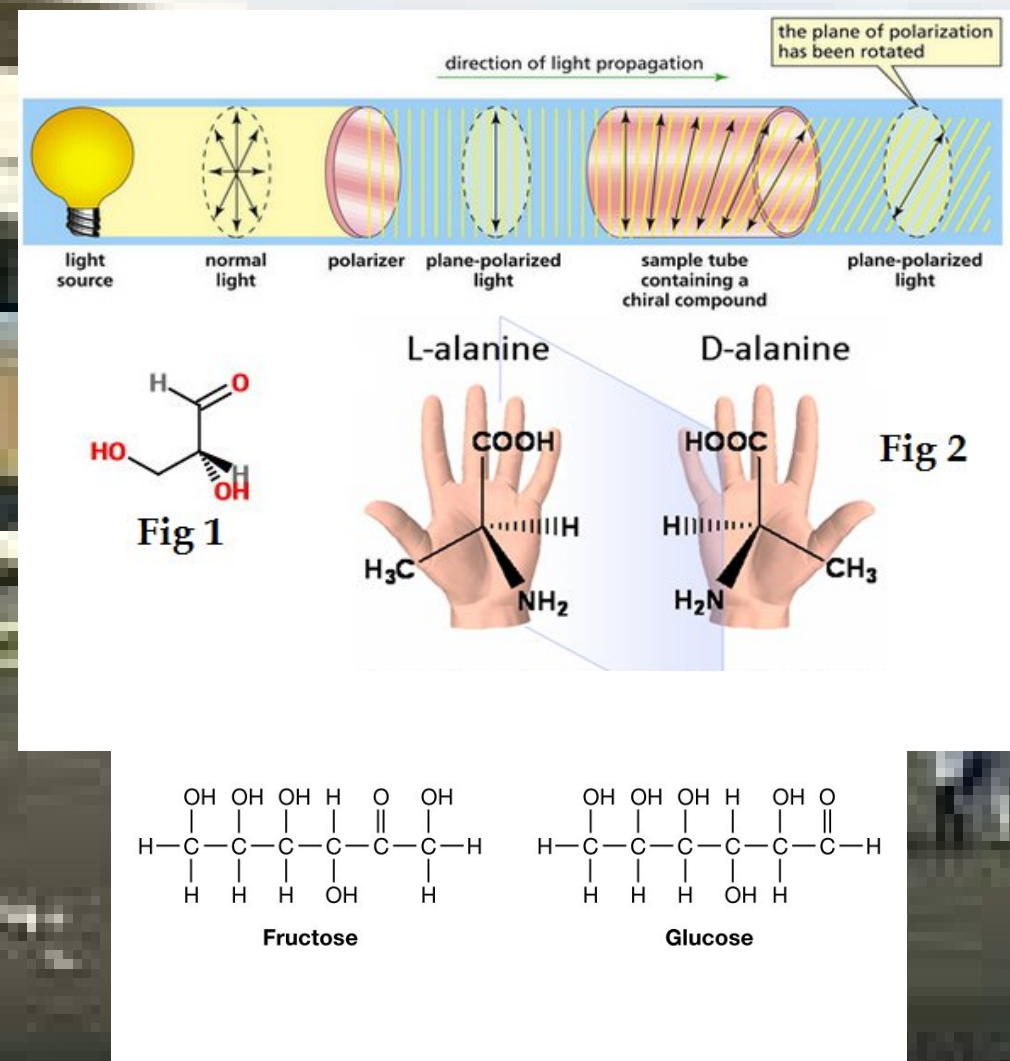 the plane of polarization
has been rotated
direction of light propagation
light
source
normal
light
polarizer
plane-polarized
light
sample tube
containing a
chiral compound
plane-polarized
light
L-alanine
D-alanine
H
O
HO
H
OH
Fig 1
COOH
H
H₃C
NH₂
HOOC
H
CH₃
H₂N
Fig 2
OH OH OH H O OH
H—C—C—C—C—C—C—H
H H H OH H
Fructose
OH OH OH H OH O
H—C—C—C—C—C—C—H
H H H OH H
Glucose